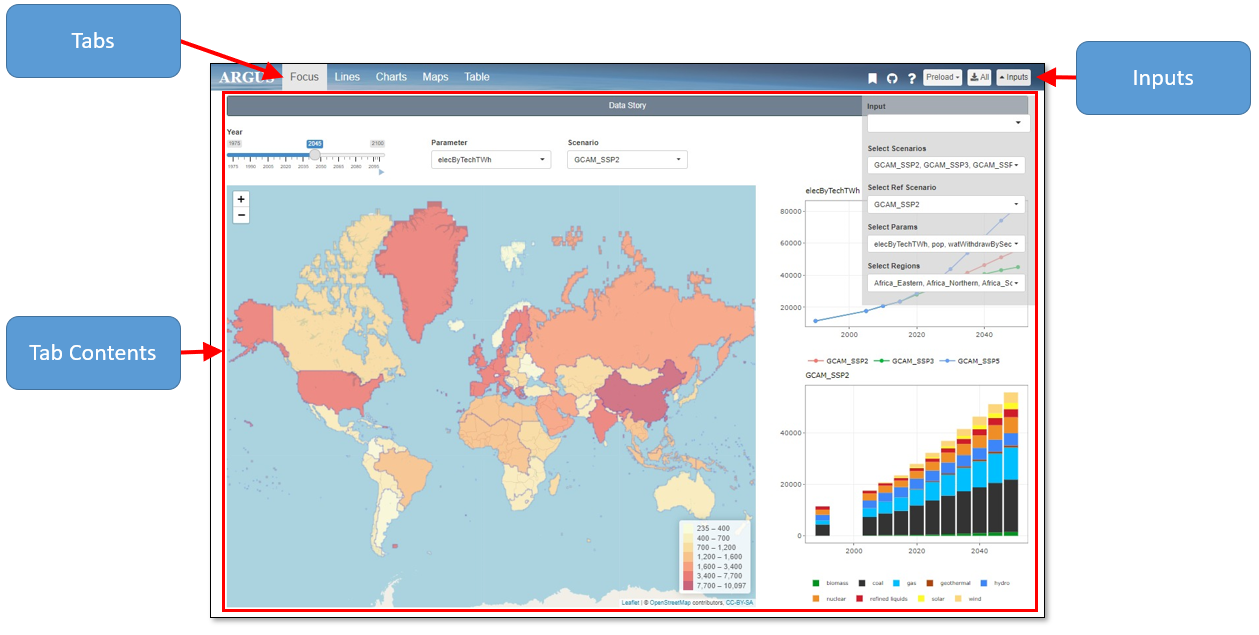 Tabs
Inputs
Tab Contents
ARGUS Focus Lines Charts Maps Table Preload All Inputs
Data Story
Input
Year
1975 2045 2100
1975 1990 2005 2020 2035 2050 2065 2080 2095
Parameter
elecByTechTWh
Scenario
GCAM_SSP2
+
−
Select Scenarios
GCAM_SSP2, GCAM_SSP3, GCAM_SSF
Select Ref Scenario
GCAM_SSP2
Select Params
elecByTechTWh, pop, watWithdrawBySec
Select Regions
Africa_Eastern, Africa_Northern, Africa_Sc
elecByTechTWh
80000
60000
40000
20000
2000 2020 2040
GCAM_SSP2 GCAM_SSP3 GCAM_SSP5
GCAM_SSP2
40000
20000
0
2000 2020 2040
biomass coal gas geothermal hydro
nuclear refined liquids solar wind
235 – 400
400 – 700
700 – 1,200
1,200 – 1,600
1,600 – 3,400
3,400 – 7,700
7,700 – 10,097
Leaflet | © OpenStreetMap contributors, CC-BY-SA